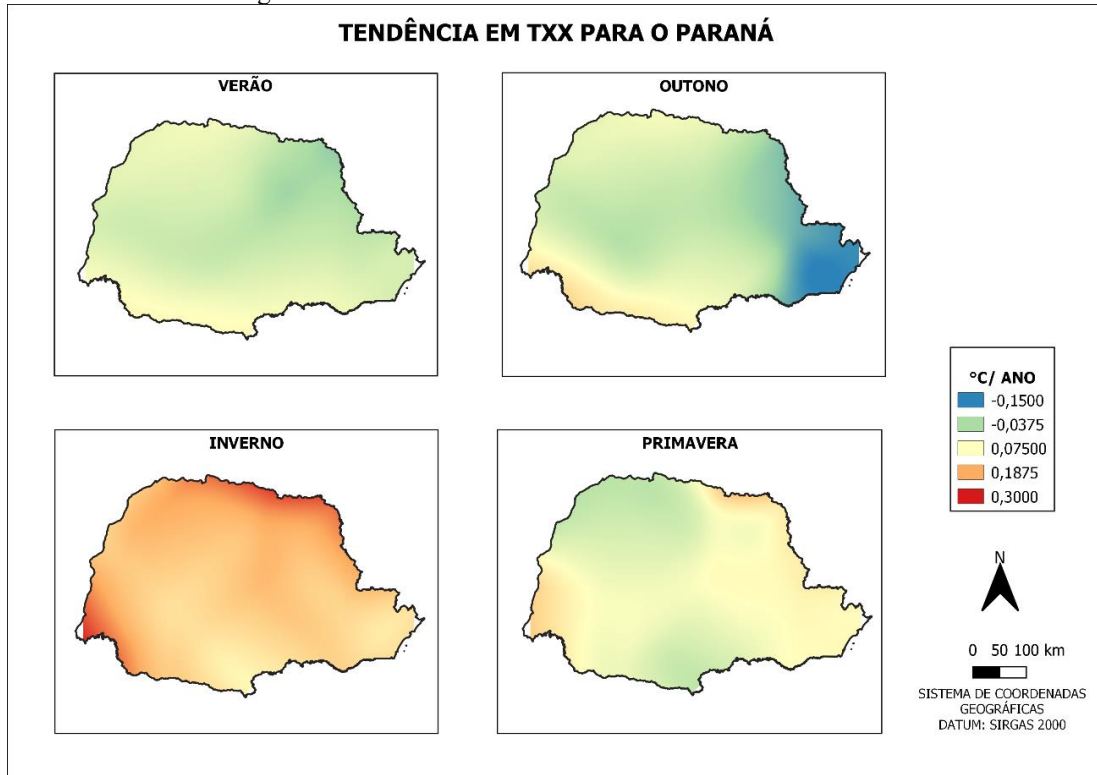 TENDÊNCIA EM TXX PARA O PARANÁ
VERÃO
OUTONO
INVERNO
PRIMAVERA
°C/ ANO
-0,1500
-0,0375
0,07500
0,1875
0,3000
N
0 50 100 km
SISTEMA DE COORDENADAS
GEOGRÁFICAS
DATUM: SIRGAS 2000